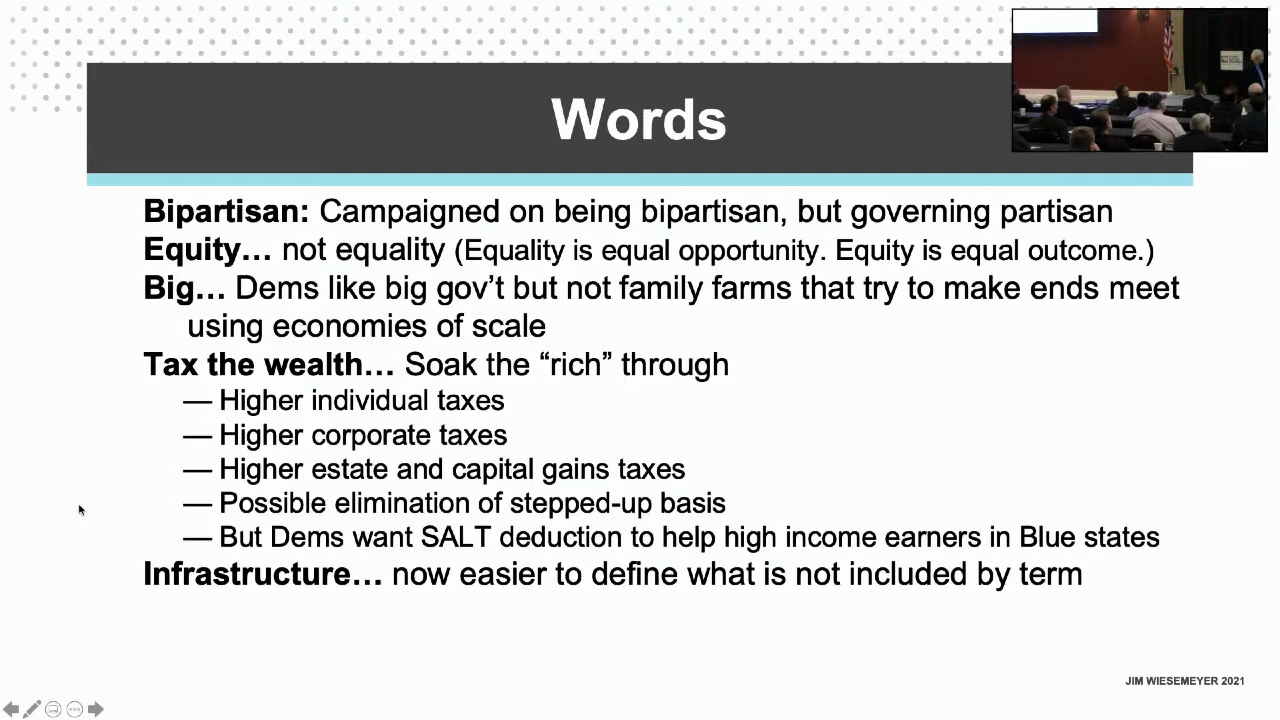 Words
Bipartisan: Campaigned on being bipartisan, but governing partisan
Equity… not equality (Equality is equal opportunity. Equity is equal outcome.)
Big… Dems like big gov’t but not family farms that try to make ends meet
using economies of scale
Tax the wealth… Soak the “rich” through
— Higher individual taxes
— Higher corporate taxes
— Higher estate and capital gains taxes
— Possible elimination of stepped-up basis
— But Dems want SALT deduction to help high income earners in Blue states
Infrastructure… now easier to define what is not included by term
JIM WIESEMEYER 2021